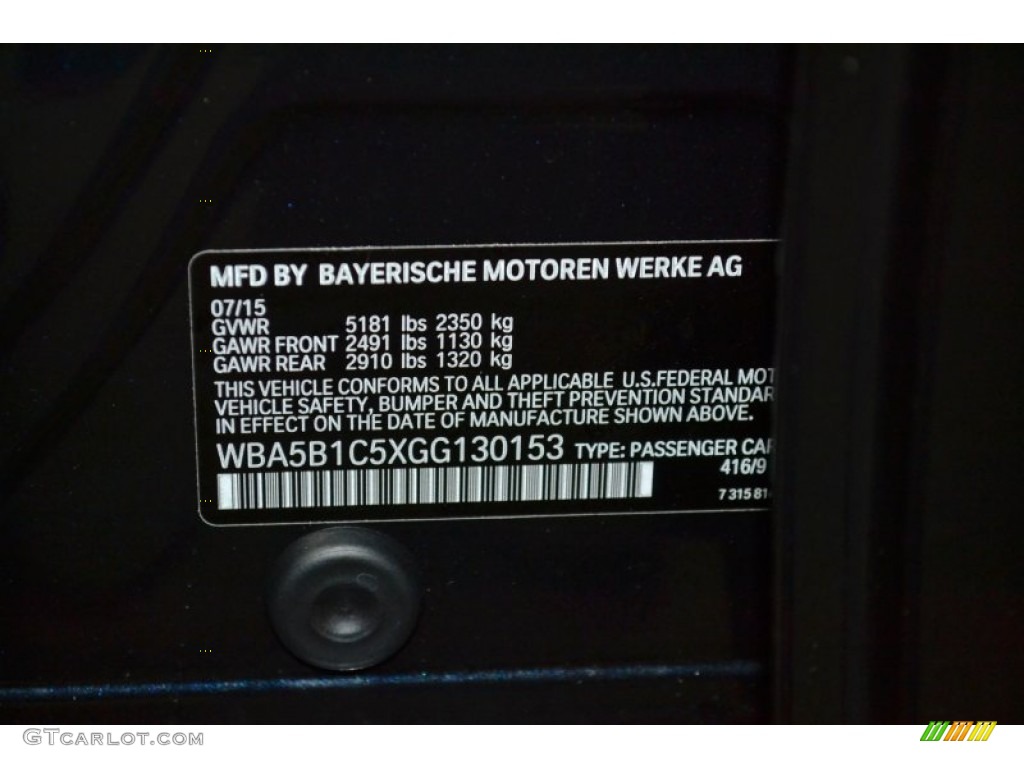 MFD BY BAYERISCHE MOTOREN WERKE AG
07/15
GVWR 5181 lbs 2350 kg
GAWR FRONT 2491 lbs 1130 kg
GAWR REAR 2910 lbs 1320 kg
THIS VEHICLE CONFORMS TO ALL APPLICABLE U.S.FEDERAL MOT
VEHICLE SAFETY, BUMPER AND THEFT PREVENTION STANDAR
IN EFFECT ON THE DATE OF MANUFACTURE SHOWN ABOVE.
WBA5B1C5XGG130153 TYPE: PASSENGER CAR
416/9
7 315 81
GTCARLOT.COM